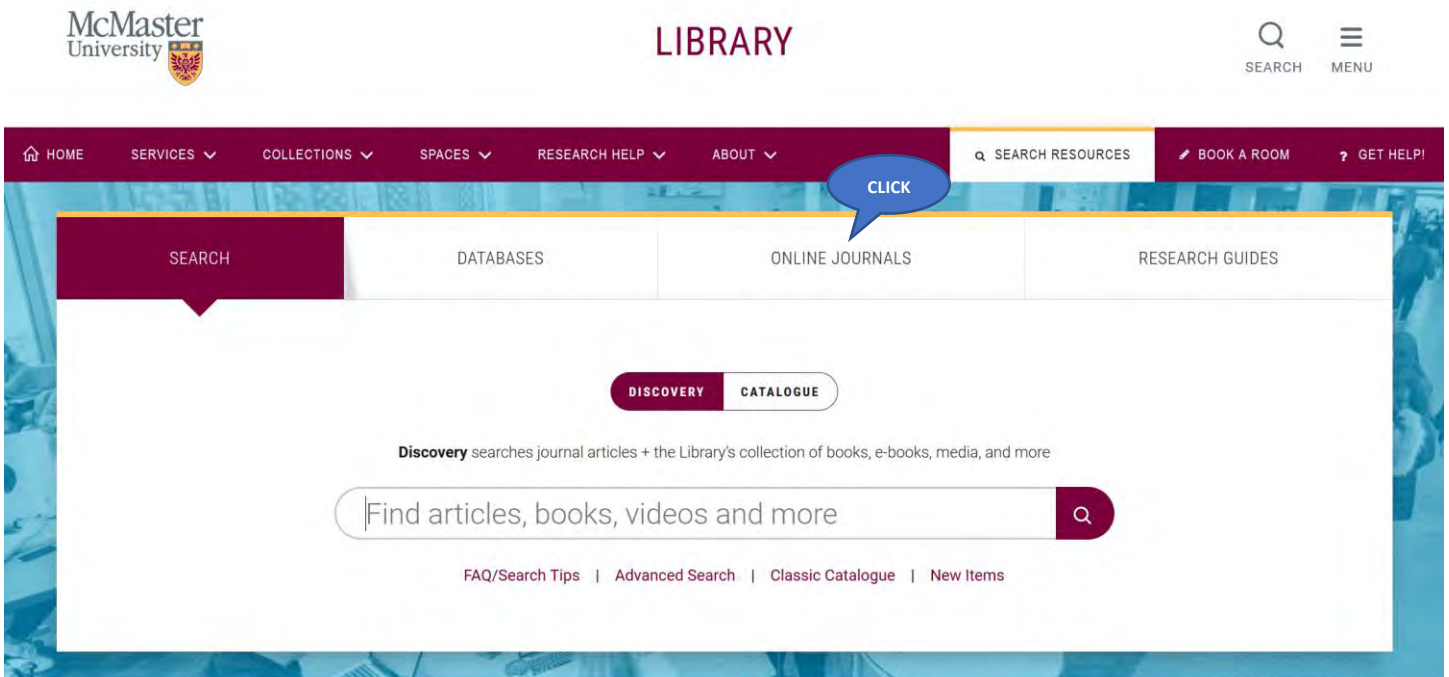 McMaster
University
LIBRARY
SEARCH MENU
HOME SERVICES COLLECTIONS SPACES RESEARCH HELP ABOUT SEARCH RESOURCES BOOK A ROOM ? GET HELP!
CLICK
SEARCH DATABASES ONLINE JOURNALS RESEARCH GUIDES
DISCOVERY CATALOGUE
Discovery searches journal articles + the Library's collection of books, e-books, media, and more
Find articles, books, videos and more
FAQ/Search Tips | Advanced Search | Classic Catalogue | New Items